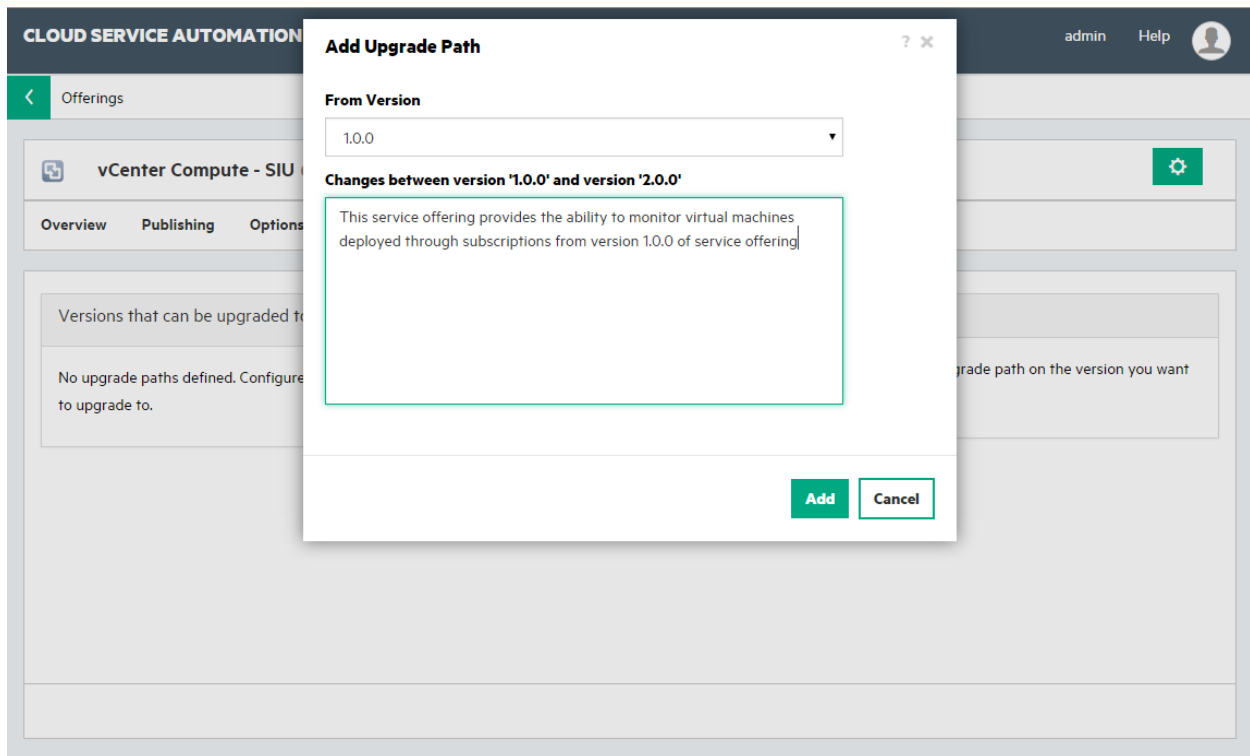 CLOUD SERVICE AUTOMATION
admin Help
Offerings
vCenter Compute - SIU
Overview Publishing Options
Versions that can be upgraded
No upgrade paths defined. Configure
to upgrade to.
grade path on the version you want
Add Upgrade Path
? ×
From Version
1.0.0
Changes between version '1.0.0' and version '2.0.0'
This service offering provides the ability to monitor virtual machines
deployed through subscriptions from version 1.0.0 of service offering
Add Cancel